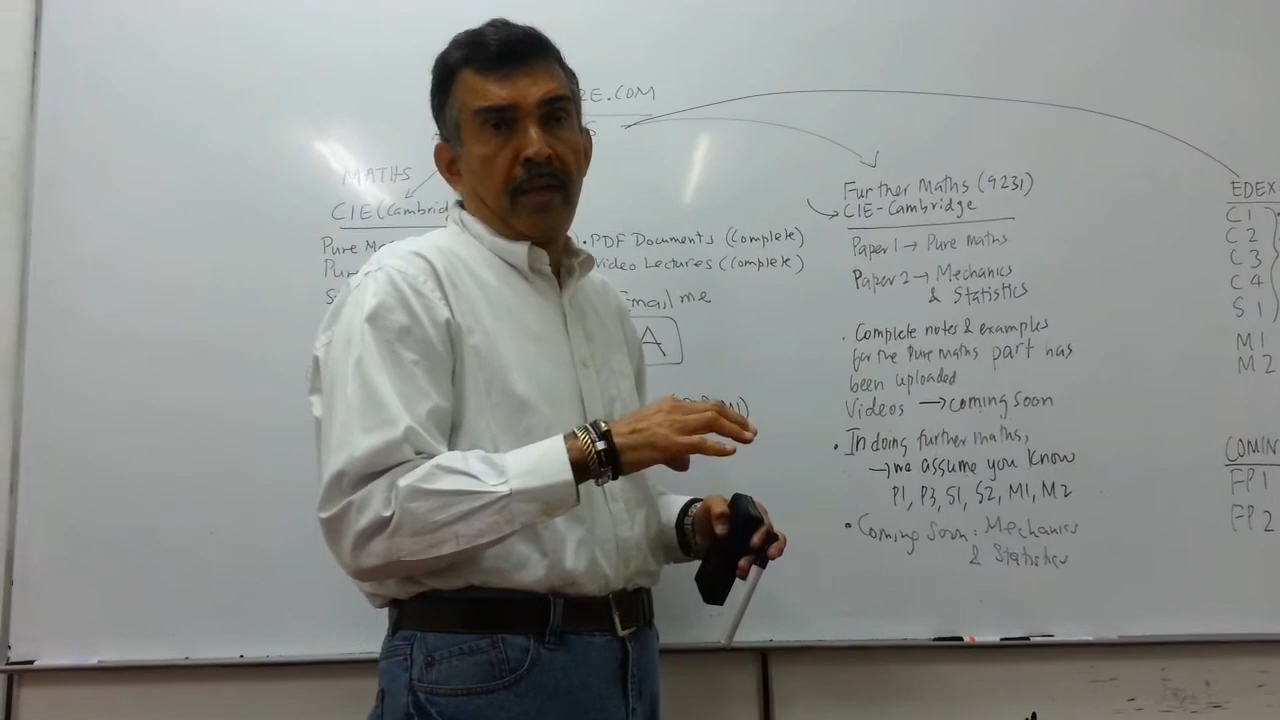 RE.COM
S
MATHS
CIE (Cambrid
Pure M
Pur
S
• PDF Documents (Complete)
Video Lectures (Complete)
Email me
A
M1)
Further Maths (9231)
CIE-Cambridge
Paper 1 → Pure maths
Paper 2 → Mechanics
& Statistics
. Complete notes & examples
for the Pure maths part has
been uploaded
Videos → coming soon
• In doing further maths,
→ we assume you know
P1, P3, S1, S2, M1, M2
• Coming Soon: Mechanics
& Statistics
EDEX
C1
C2
C3
C4
S1
M1
M2
COMIN
FP1
FP2